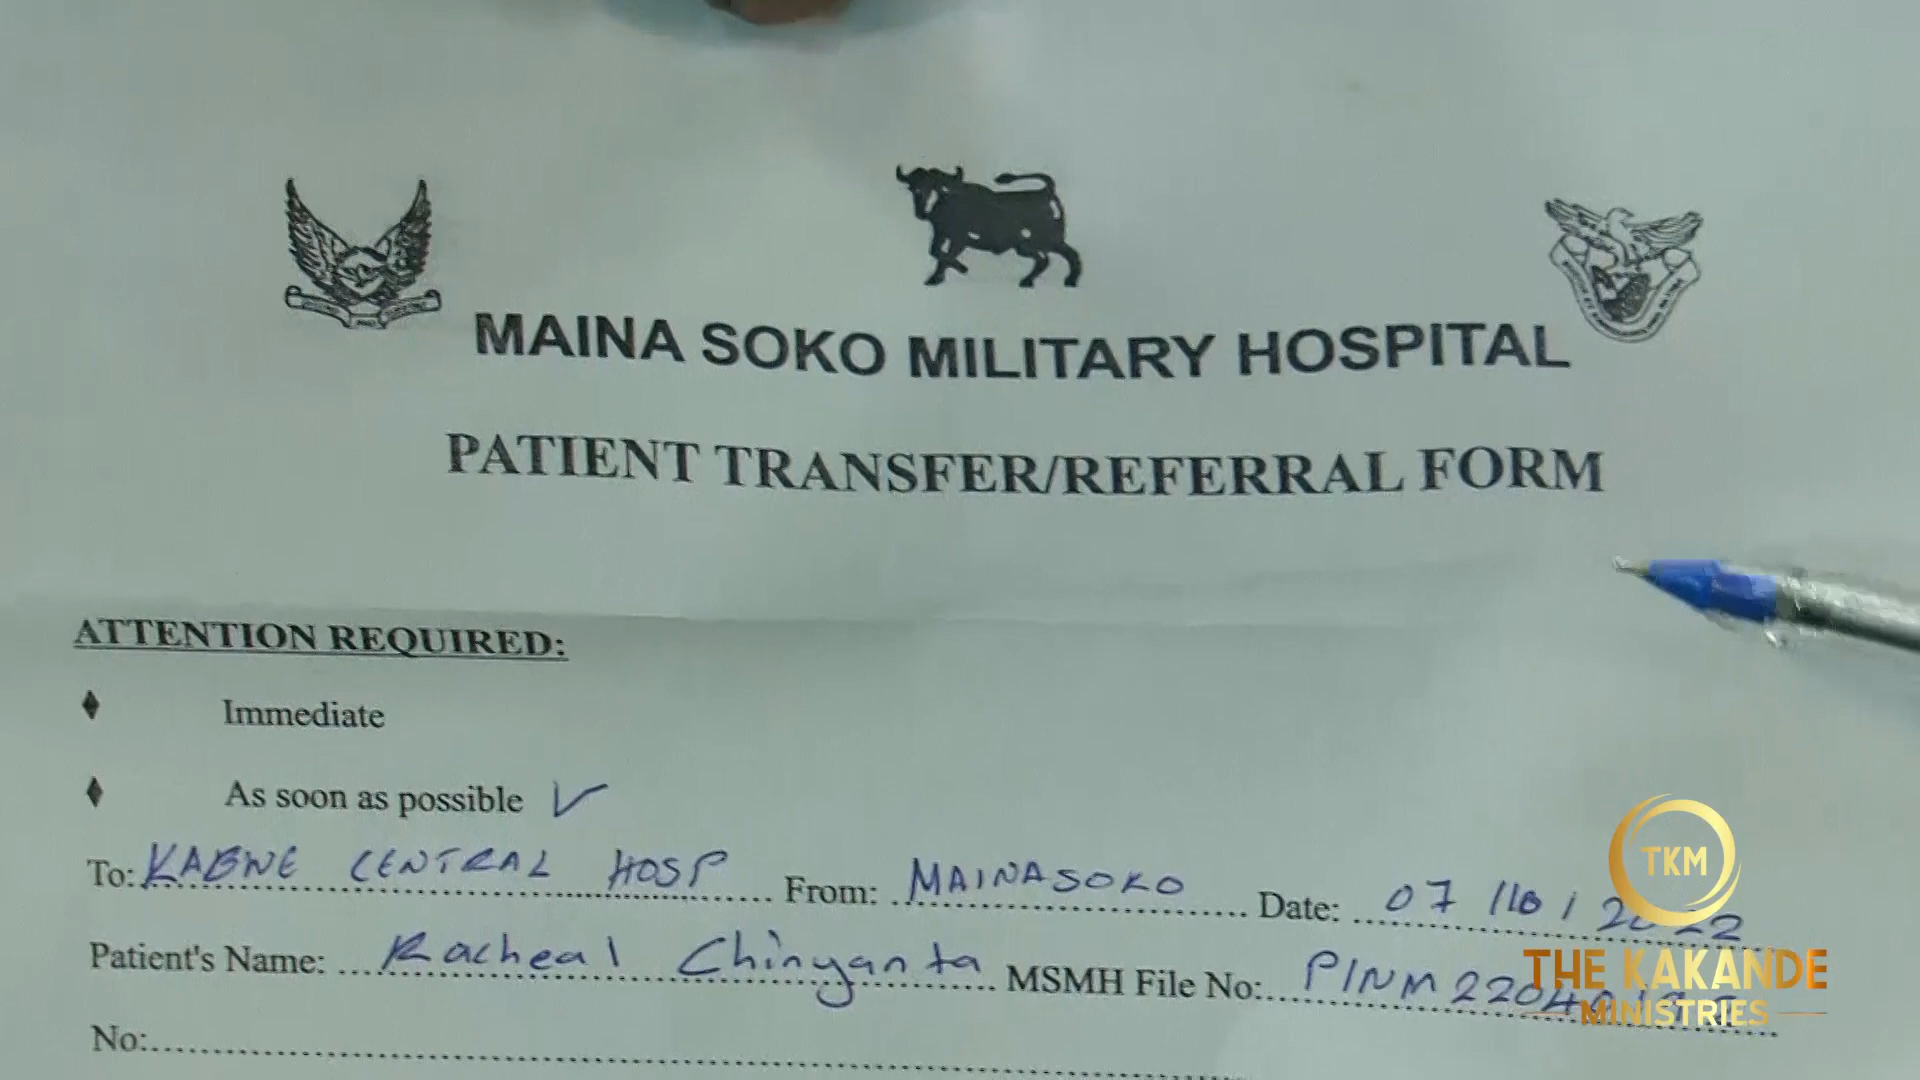 MAINA SOKO MILITARY HOSPITAL
PATIENT TRANSFER/REFERRAL FORM
ATTENTION REQUIRED:
Immediate
As soon as possible ✓
To: KABWE CENTRAL HOSP From: MAINASOKO Date: 07/10/2022
Patient's Name: Racheal Chinyanta MSMH File No:
No:
TKM
THE KAKANDE
MINISTRIES